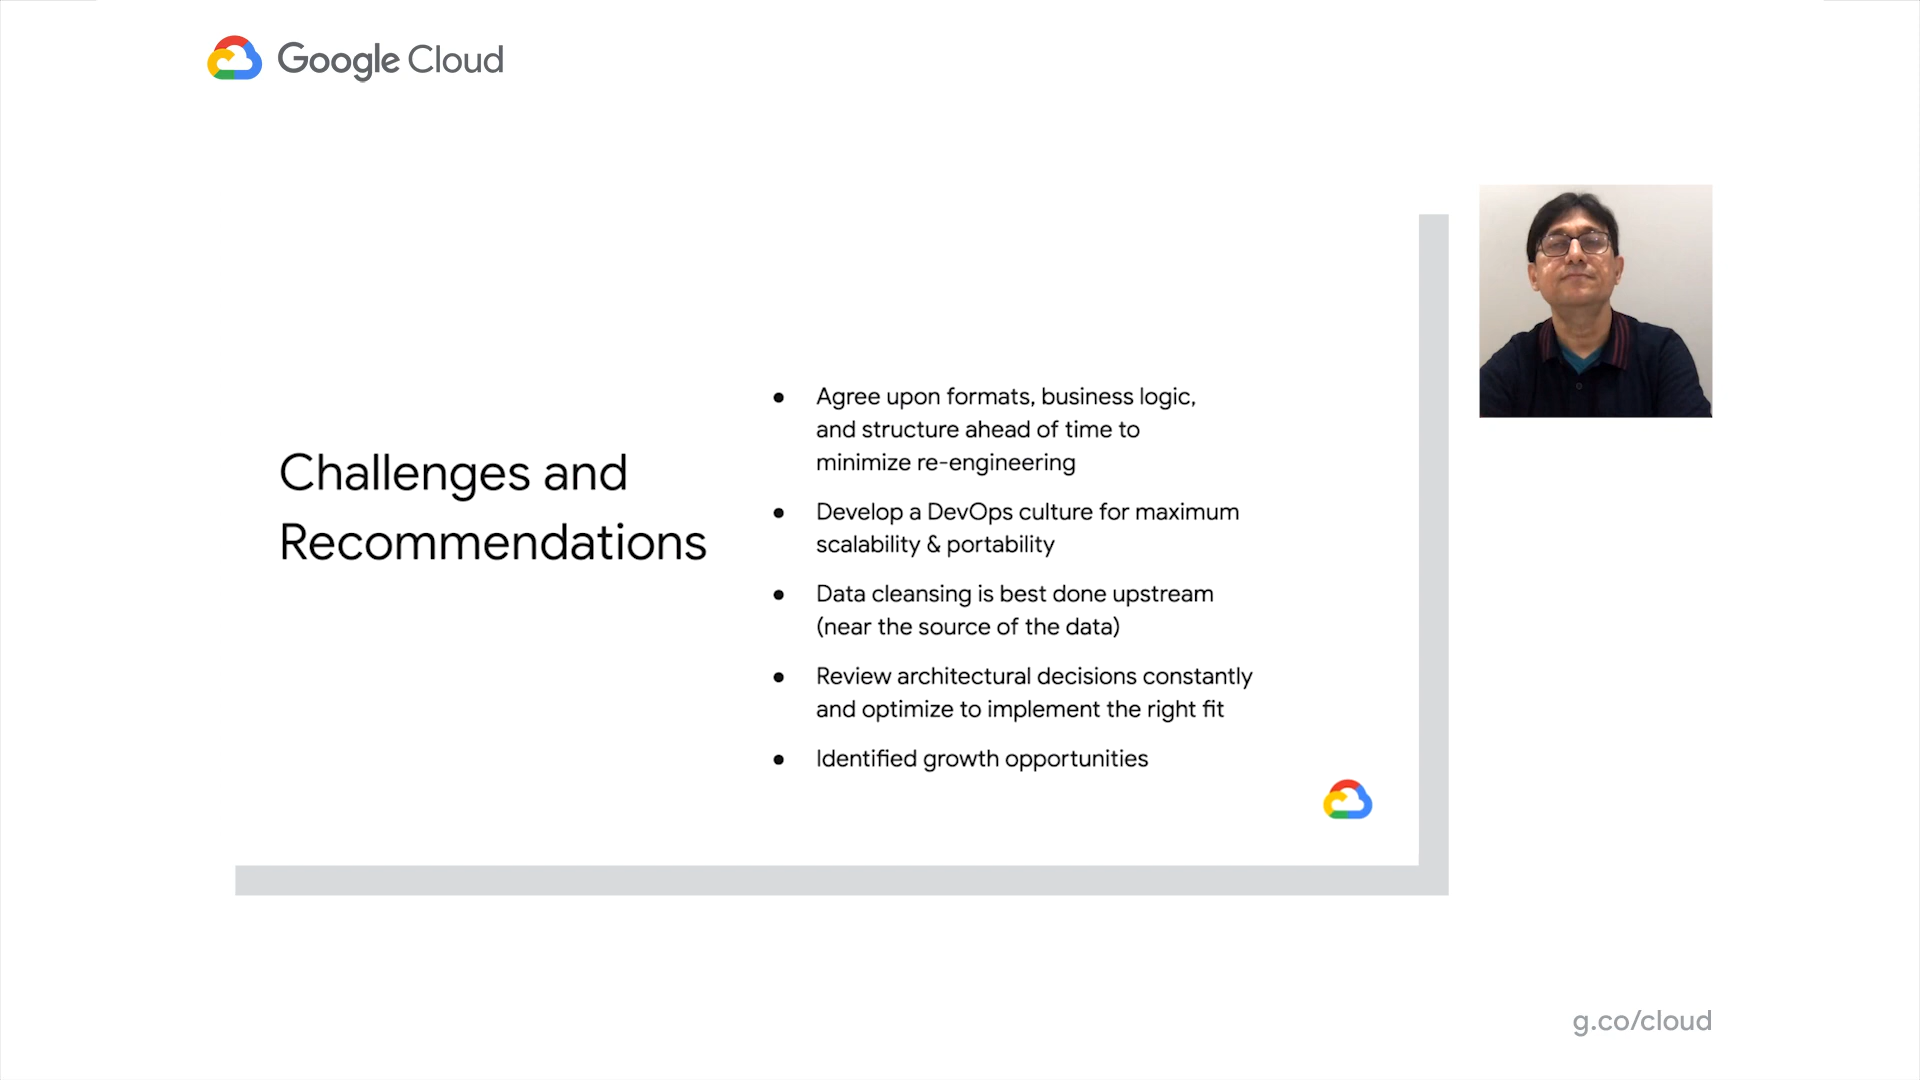 Google Cloud
Challenges and
Recommendations
● Agree upon formats, business logic,
and structure ahead of time to
minimize re-engineering
● Develop a DevOps culture for maximum
scalability & portability
● Data cleansing is best done upstream
(near the source of the data)
● Review architectural decisions constantly
and optimize to implement the right fit
● Identified growth opportunities
g.co/cloud